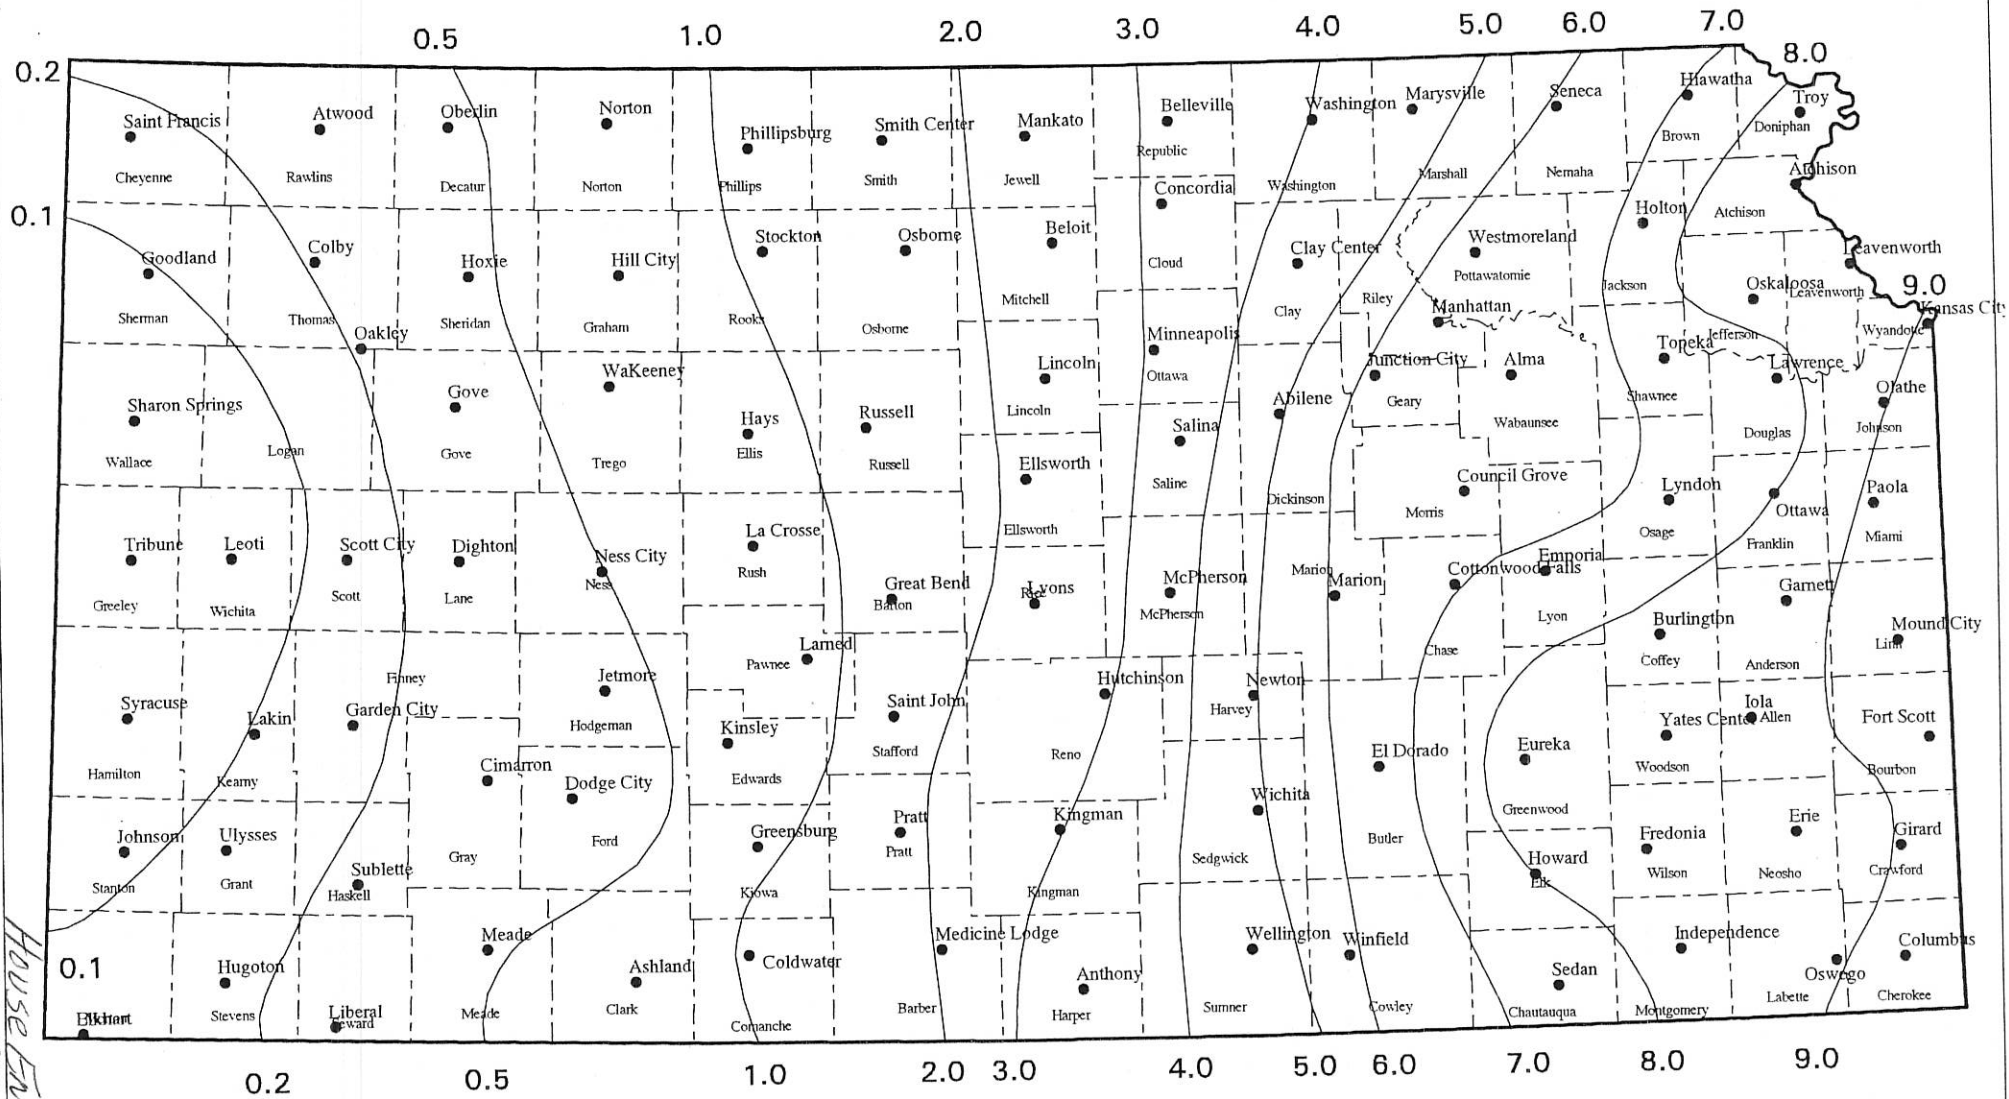 0.5 1.0 2.0 3.0 4.0 5.0 6.0 7.0
8.0
0.2
Saint Francis Atwood Oberlin Norton Phillipsburg Smith Center Mankato Belleville Washington Marysville Seneca Hiawatha Troy
Cheyenne Rawlins Decatur Norton Phillips Smith Jewell Republic Washington Marshall Nemaha Brown Doniphan
Atchison
0.1
Concordia Holton Atchison
Goodland Colby Hoxie Hill City Stockton Osborne Beloit Cloud Clay Center Westmoreland Leavenworth
Sherman Thomas Sheridan Graham Rooks Osborne Mitchell Clay Riley Pottawatomie Jackson Oskaloosa Leavenworth
9.0
Oakley Minneapolis Manhattan Topeka Jefferson Wyandotte Kansas City
WaKeeney Lincoln Ottawa Junction City Alma Lawrence Olathe
Sharon Springs Gove Hays Russell Lincoln Salina Abilene Geary Wabaunsee Shawnee Douglas Johnson
Wallace Logan Gove Trego Ellis Russell Ellsworth Saline Dickinson Council Grove Lyndon Paola
Morris Ottawa
Tribune Leoti Scott City Dighton Ness City La Crosse Ellsworth Osage Franklin Miami
Greeley Wichita Scott Lane Ness Rush Great Bend Lyons McPherson Marion Marion Cottonwood Falls Emporia Garnett
Barton Rice McPherson Lyon Burlington Mound City
Larned Chase Coffey Anderson Linn
Finney Pawnee
Syracuse Lakin Garden City Jetmore Saint John Hutchinson Newton Iola
Hodgeman Kinsley Harvey Yates Center Allen Fort Scott
Hamilton Kearny Cimarron Dodge City Edwards Stafford Reno El Dorado Eureka Woodson Bourbon
Johnson Ulysses Greensburg Pratt Kingman Wichita Greenwood Fredonia Erie Girard
Stanton Grant Sublette Gray Ford Pratt Sedgwick Butler Howard
Haskell Kiowa Kingman Elk Wilson Neosho Crawford
Meade Medicine Lodge Wellington Winfield Independence Columbus
0.1
Hugoton Ashland Coldwater Anthony Sedan Oswego
Elkhart Stevens Liberal Seward Meade Clark Comanche Barber Harper Sumner Cowley Chautauqua Montgomery Labette Cherokee
0.2 0.5 1.0 2.0 3.0 4.0 5.0 6.0 7.0 8.0 9.0
House En